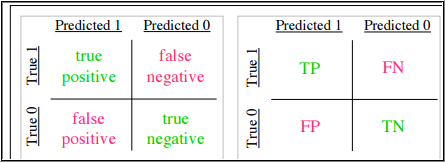 Predicted 1 Predicted 0
True 1
true
positive
false
negative
True 0
false
positive
true
negative
Predicted 1 Predicted 0
True 1
TP
FN
True 0
FP
TN